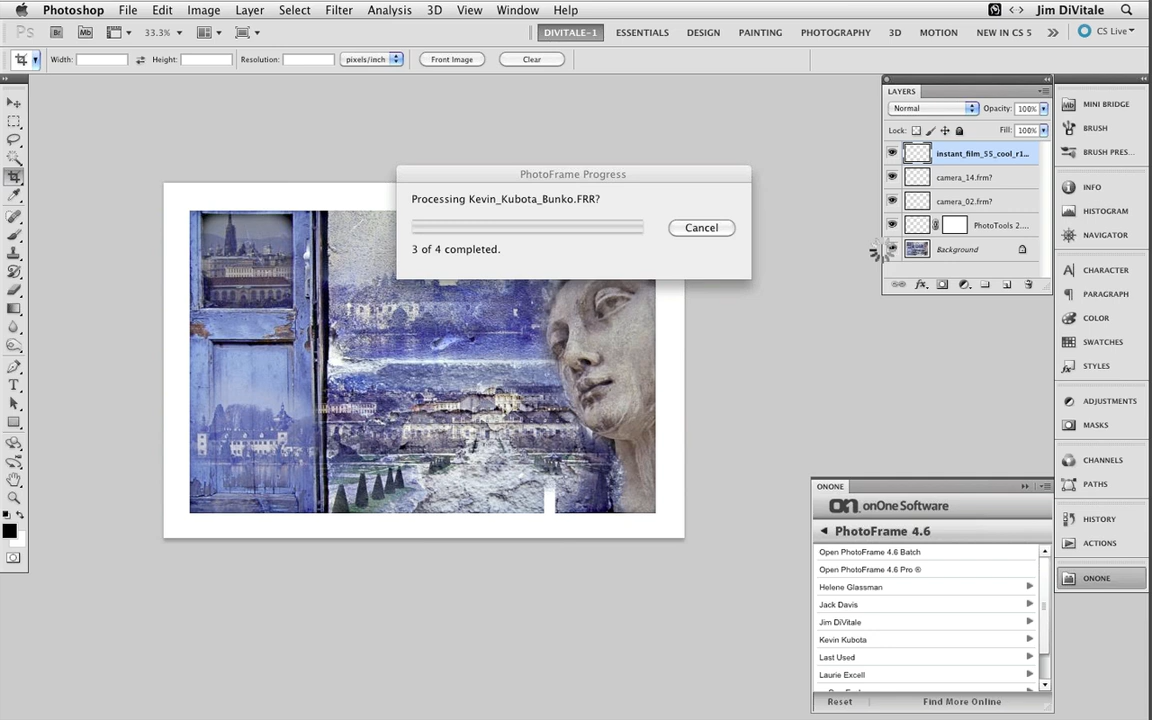 Photoshop File Edit Image Layer Select Filter Analysis 3D View Window Help Jim DiVitale
Ps Br Mb 33.3% DIVITALE-1 ESSENTIALS DESIGN PAINTING PHOTOGRAPHY 3D MOTION NEW IN CS 5 CS Live
Width: Height: Resolution: pixels/inch Front Image Clear
LAYERS
Normal Opacity: 100%
Lock: Fill: 100%
instant_film_55_cool_r1...
camera_14.frm?
camera_02.frm?
PhotoTools 2....
Background
PhotoFrame Progress
Processing Kevin_Kubota_Bunko.FRR?
Cancel
3 of 4 completed.
MINI BRIDGE
BRUSH
BRUSH PRES...
INFO
HISTOGRAM
NAVIGATOR
CHARACTER
PARAGRAPH
COLOR
SWATCHES
STYLES
ADJUSTMENTS
MASKS
CHANNELS
PATHS
HISTORY
ACTIONS
ONONE
ONONE
on onOne Software
PhotoFrame 4.6
Open PhotoFrame 4.6 Batch
Open PhotoFrame 4.6 Pro ®
Helene Glassman
Jack Davis
Jim DiVitale
Kevin Kubota
Last Used
Laurie Excell
Reset Find More Online